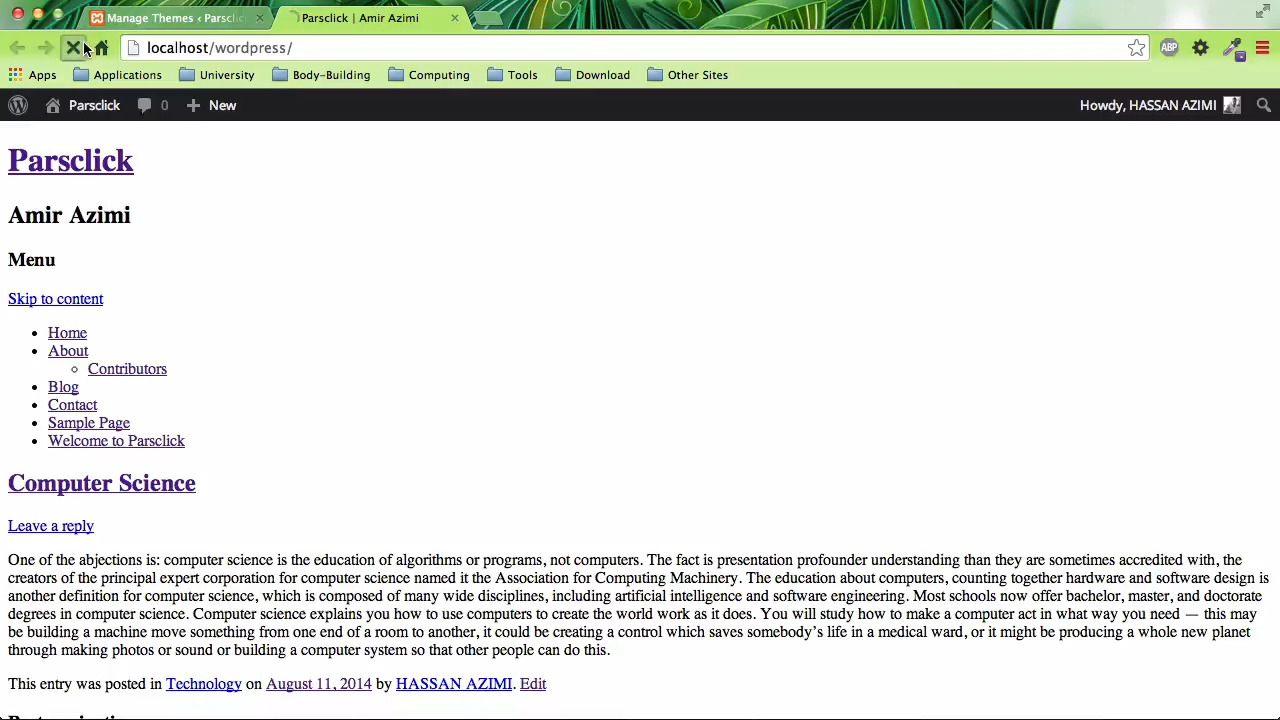 Manage Themes ‹ Parsclic
Parsclick | Amir Azimi
localhost/wordpress/
ABP
Apps Applications University Body-Building Computing Tools Download Other Sites
Parsclick 0 New Howdy, HASSAN AZIMI
Parsclick
Amir Azimi
Menu
Skip to content
Home
About
Contributors
Blog
Contact
Sample Page
Welcome to Parsclick
Computer Science
Leave a reply
One of the abjections is: computer science is the education of algorithms or programs, not computers. The fact is presentation profounder understanding than they are sometimes accredited with, the
creators of the principal expert corporation for computer science named it the Association for Computing Machinery. The education about computers, counting together hardware and software design is
another definition for computer science, which is composed of many wide disciplines, including artificial intelligence and software engineering. Most schools now offer bachelor, master, and doctorate
degrees in computer science. Computer science explains you how to use computers to create the world work as it does. You will study how to make a computer act in what way you need — this may
be building a machine move something from one end of a room to another, it could be creating a control which saves somebody’s life in a medical ward, or it might be producing a whole new planet
through making photos or sound or building a computer system so that other people can do this.
This entry was posted in Technology on August 11, 2014 by HASSAN AZIMI. Edit